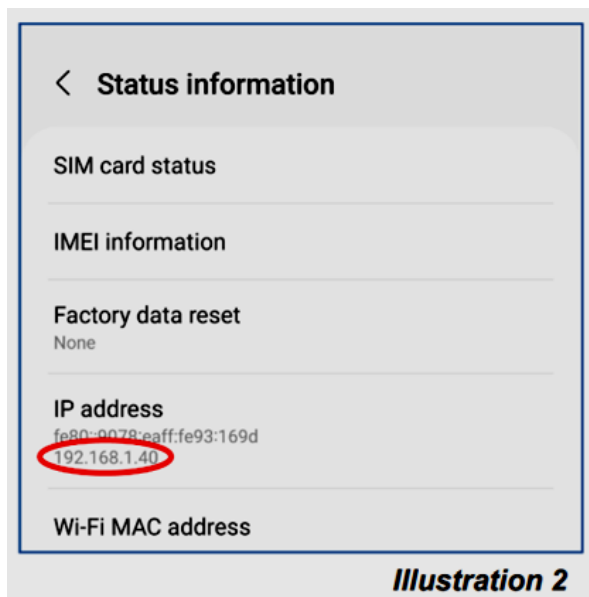 < Status information
SIM card status
IMEI information
Factory data reset
None
IP address
fe80::9078:eaff:fe93:169d
192.168.1.40
Wi-Fi MAC address
Illustration 2